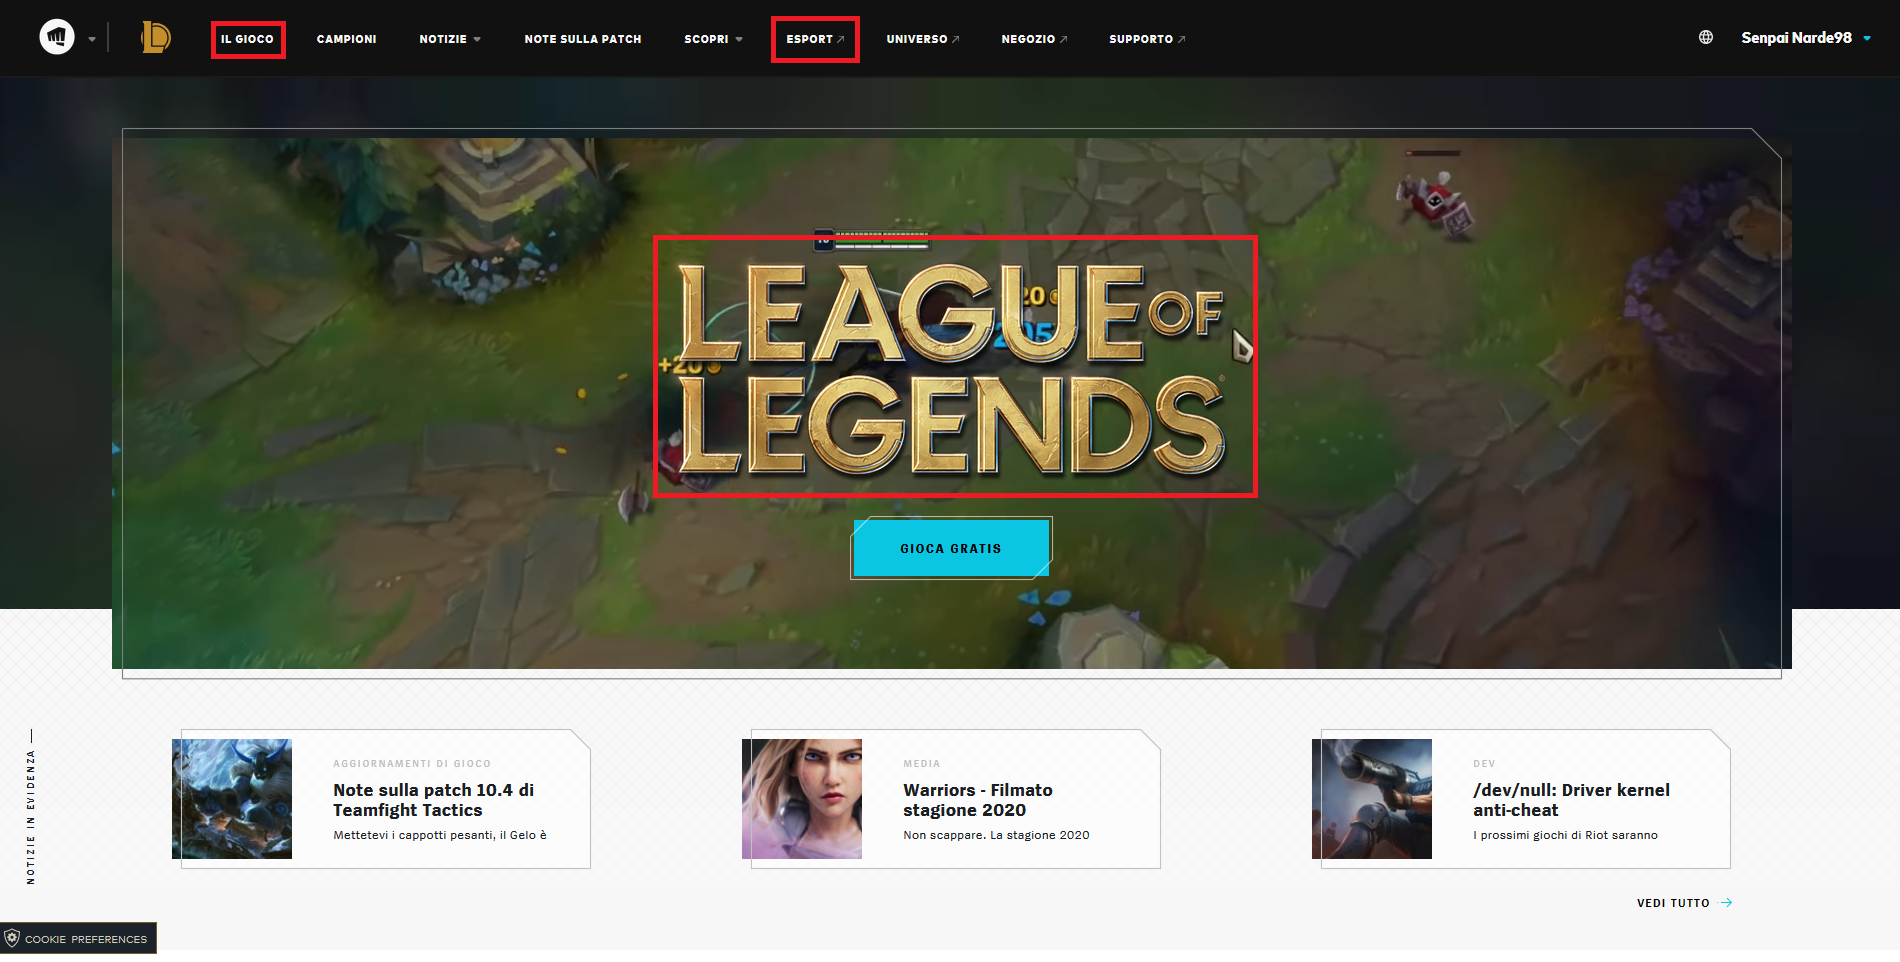 IL GIOCO
CAMPIONI
NOTIZIE
NOTE SULLA PATCH
SCOPRI
ESPORT
UNIVERSO
NEGOZIO
SUPPORTO
Senpai Narde98
LEAGUE OF
LEGENDS
+20
20
GIOCA GRATIS
NOTIZIE IN EVIDENZA
AGGIORNAMENTI DI GIOCO
Note sulla patch 10.4 di
Teamfight Tactics
Mettetevi i cappotti pesanti, il Gelo è
MEDIA
Warriors - Filmato
stagione 2020
Non scappare. La stagione 2020
DEV
/dev/null: Driver kernel
anti-cheat
I prossimi giochi di Riot saranno
VEDI TUTTO
COOKIE PREFERENCES